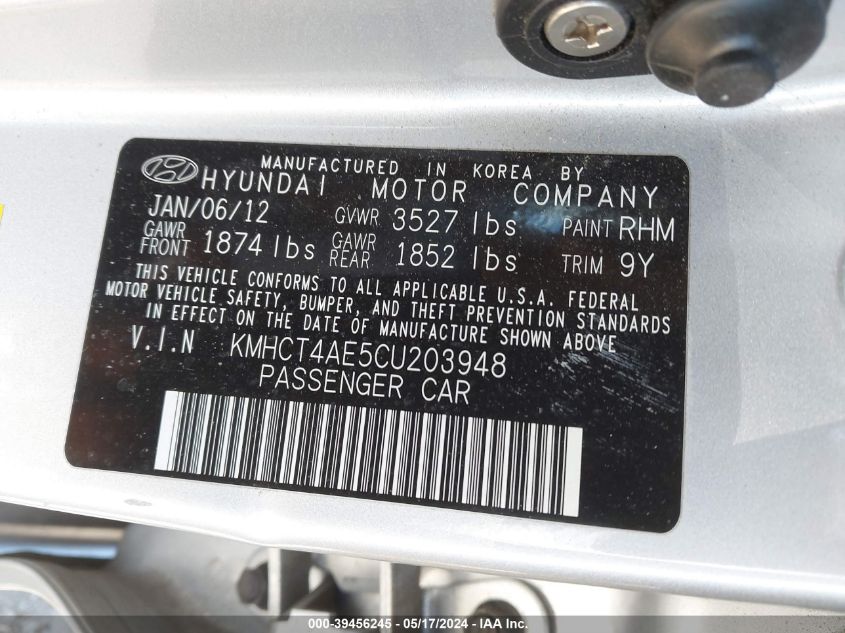 MANUFACTURED IN KOREA BY
HYUNDAI MOTOR COMPANY
JAN/06/12 GVWR 3527 lbs PAINT RHM
GAWR FRONT 1874 lbs GAWR REAR 1852 lbs TRIM 9Y
THIS VEHICLE CONFORMS TO ALL APPLICABLE U.S.A. FEDERAL
MOTOR VEHICLE SAFETY, BUMPER, AND THEFT PREVENTION STANDARDS
IN EFFECT ON THE DATE OF MANUFACTURE SHOWN ABOVE
V.I.N KMHCT4AE5CU203948
PASSENGER CAR
000-39456245 - 05/17/2024 - IAAI.com